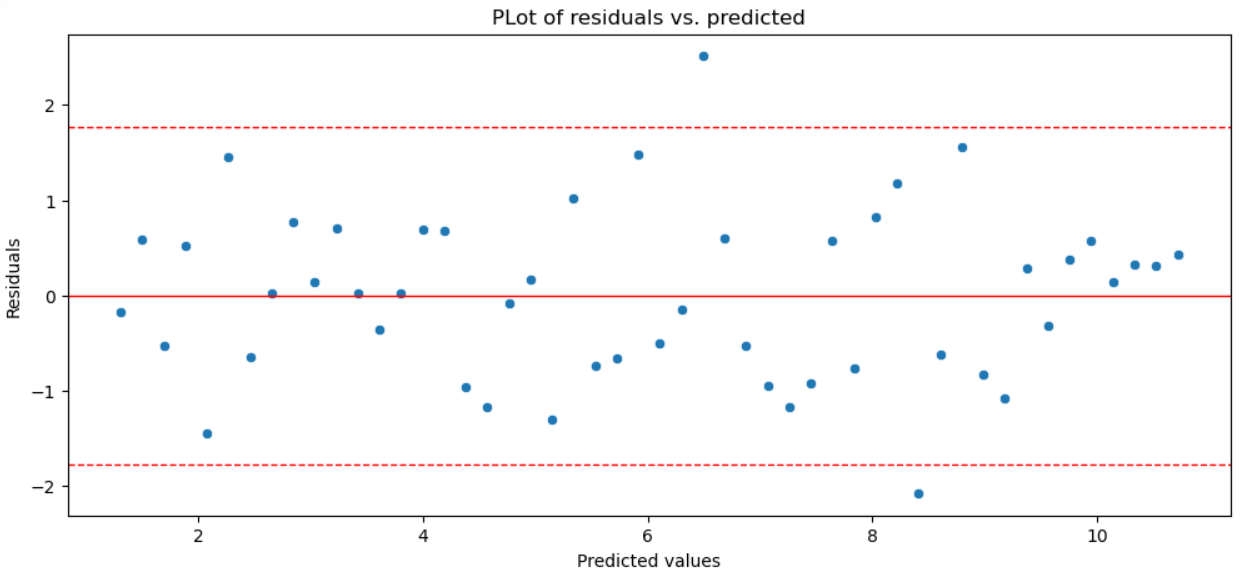 PLot of residuals vs. predicted
Residuals
2
1
0
−1
−2
2 4 6 8 10
Predicted values